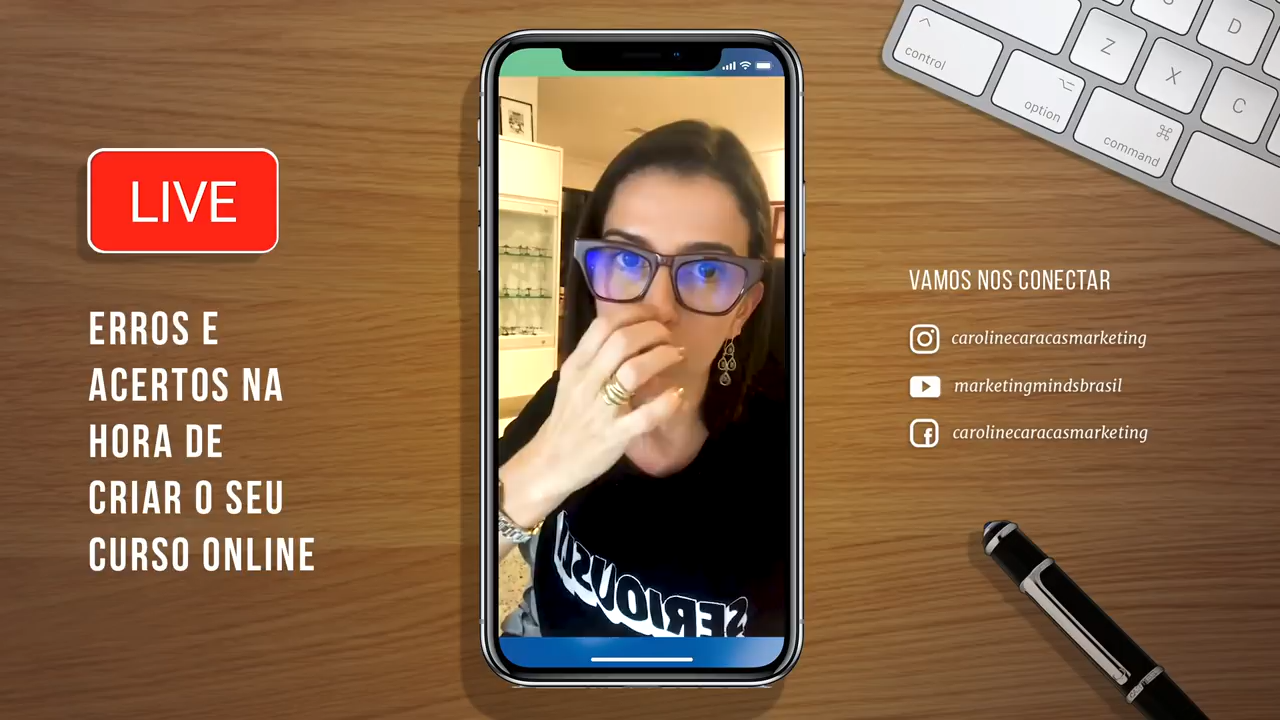 LIVE
ERROS E
ACERTOS NA
HORA DE
CRIAR O SEU
CURSO ONLINE
SERIOUSLY
VAMOS NOS CONECTAR
carolinecaracasmarketing
marketingmindsbrasil
carolinecaracasmarketing
control
option
command
Z
X
C
S
D